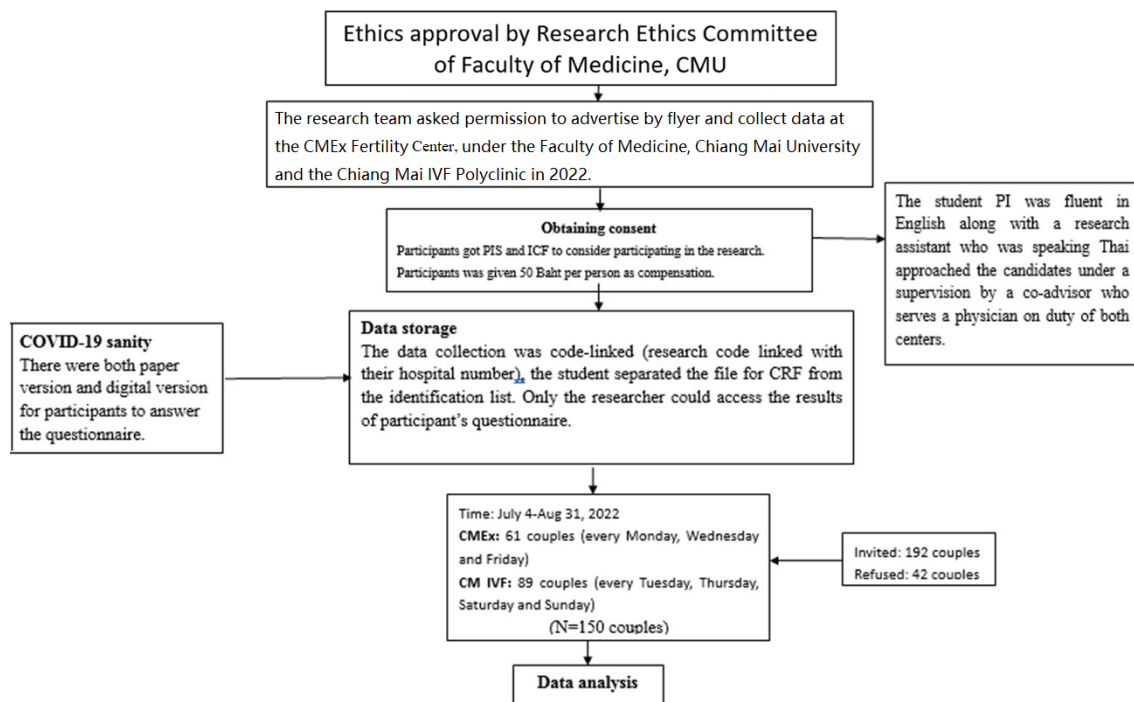 Ethics approval by Research Ethics Committee
of Faculty of Medicine, CMU
The research team asked permission to advertise by flyer and collect data at
the CMEx Fertility Center, under the Faculty of Medicine, Chiang Mai University
and the Chiang Mai IVF Polyclinic in 2022.
Obtaining consent
Participants got PIS and ICF to consider participating in the research.
Participants was given 50 Baht per person as compensation.
The student PI was fluent in
English along with a research
assistant who was speaking Thai
approached the candidates under a
supervision by a co-advisor who
serves a physician on duty of both
centers.
COVID-19 sanity
There were both paper
version and digital version
for participants to answer
the questionnaire.
Data storage
The data collection was code-linked (research code linked with
their hospital number), the student separated the file for CRF from
the identification list. Only the researcher could access the results
of participant's questionnaire.
Time: July 4-Aug 31, 2022
CMEx: 61 couples (every Monday, Wednesday
and Friday)
CM IVF: 89 couples (every Tuesday, Thursday,
Saturday and Sunday)
(N=150 couples)
Invited: 192 couples
Refused: 42 couples
Data analysis